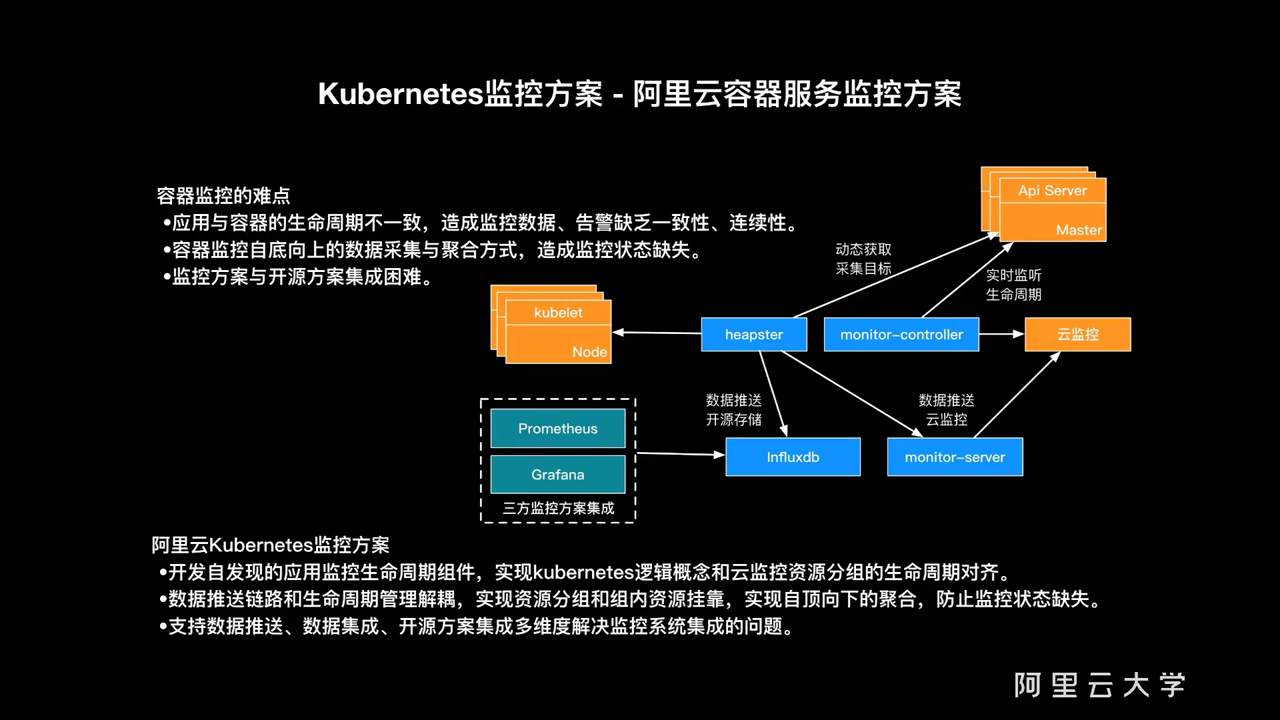 Kubernetes监控方案 - 阿里云容器服务监控方案
容器监控的难点
•应用与容器的生命周期不一致，造成监控数据、告警缺乏一致性、连续性。
•容器监控自底向上的数据采集与聚合方式，造成监控状态缺失。
•监控方案与开源方案集成困难。
Api Server
Master
动态获取
采集目标
实时监听
生命周期
kubelet
Node
heapster
monitor-controller
云监控
数据推送
开源存储
数据推送
云监控
Prometheus
Grafana
三方监控方案集成
Influxdb
monitor-server
阿里云Kubernetes监控方案
•开发自发现的应用监控生命周期组件，实现kubernetes逻辑概念和云监控资源分组的生命周期对齐。
•数据推送链路和生命周期管理解耦，实现资源分组和组内资源挂靠，实现自顶向下的聚合，防止监控状态缺失。
•支持数据推送、数据集成、开源方案集成多维度解决监控系统集成的问题。
阿里云大学